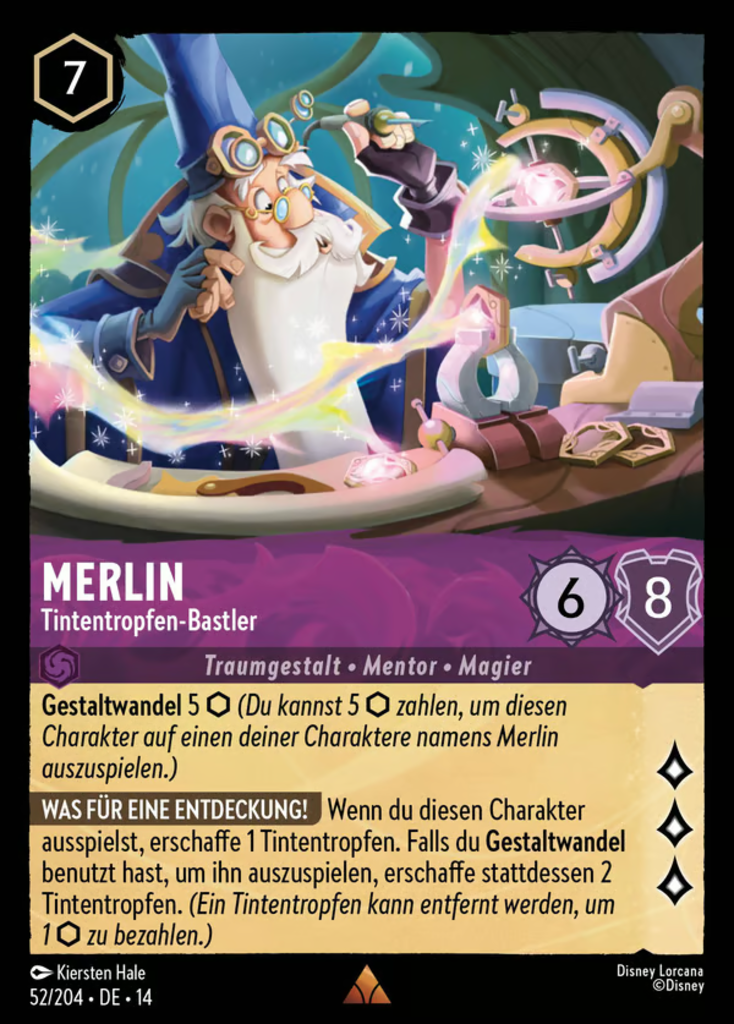 7
MERLIN
Tintentropfen-Bastler
6
8
Traumgestalt • Mentor • Magier
Gestaltwandel 5 ⬡ (Du kannst 5 ⬡ zahlen, um diesen
Charakter auf einen deiner Charaktere namens Merlin
auszuspielen.)
WAS FÜR EINE ENTDECKUNG! Wenn du diesen Charakter
ausspielst, erschaffe 1 Tintentropfen. Falls du Gestaltwandel
benutzt hast, um ihn auszuspielen, erschaffe stattdessen 2
Tintentropfen. (Ein Tintentropfen kann entfernt werden, um
1 ⬡ zu bezahlen.)
Kiersten Hale
52/204 • DE • 14
Disney Lorcana
©Disney